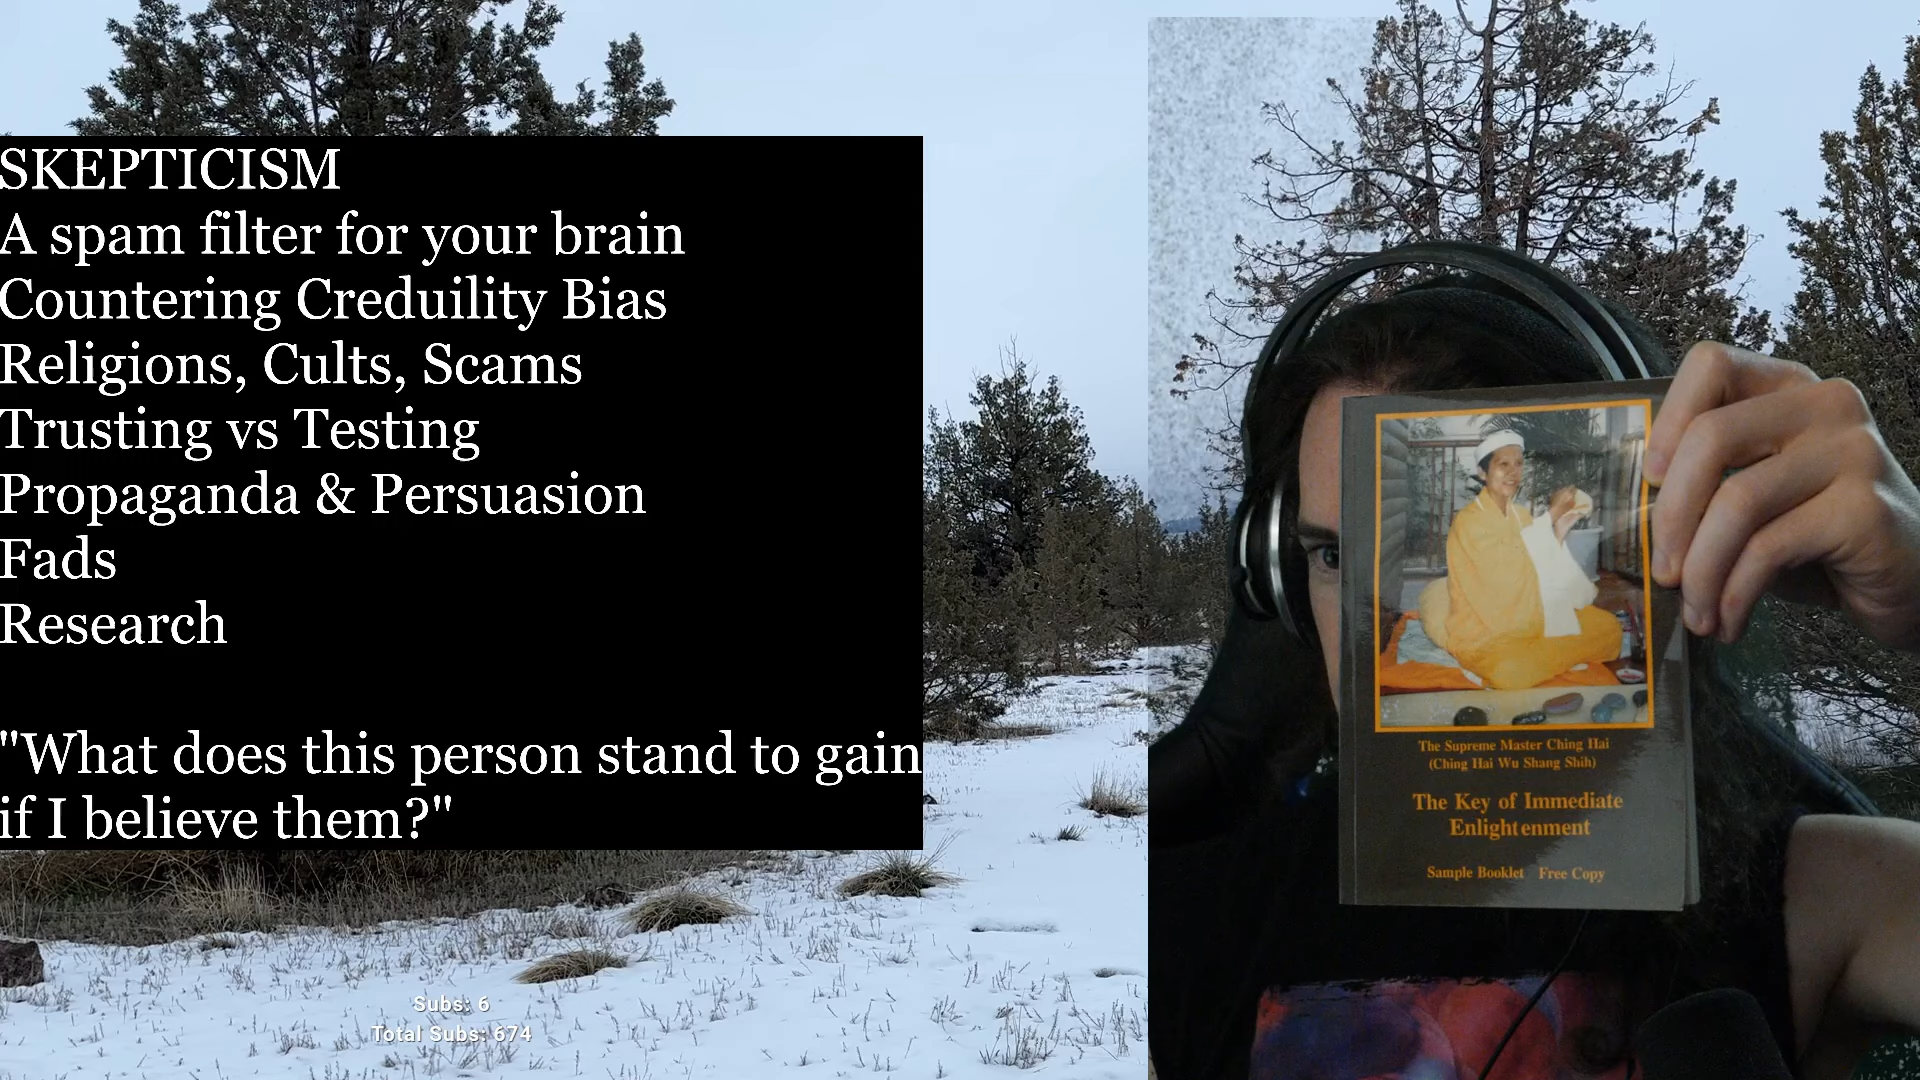 SKEPTICISM
A spam filter for your brain
Countering Creduility Bias
Religions, Cults, Scams
Trusting vs Testing
Propaganda & Persuasion
Fads
Research
"What does this person stand to gain
if I believe them?"
Subs: 6
Total Subs: 674
The Supreme Master Ching Hai
(Ching Hai Wu Shang Shih)
The Key of Immediate
Enlightenment
Sample Booklet Free Copy